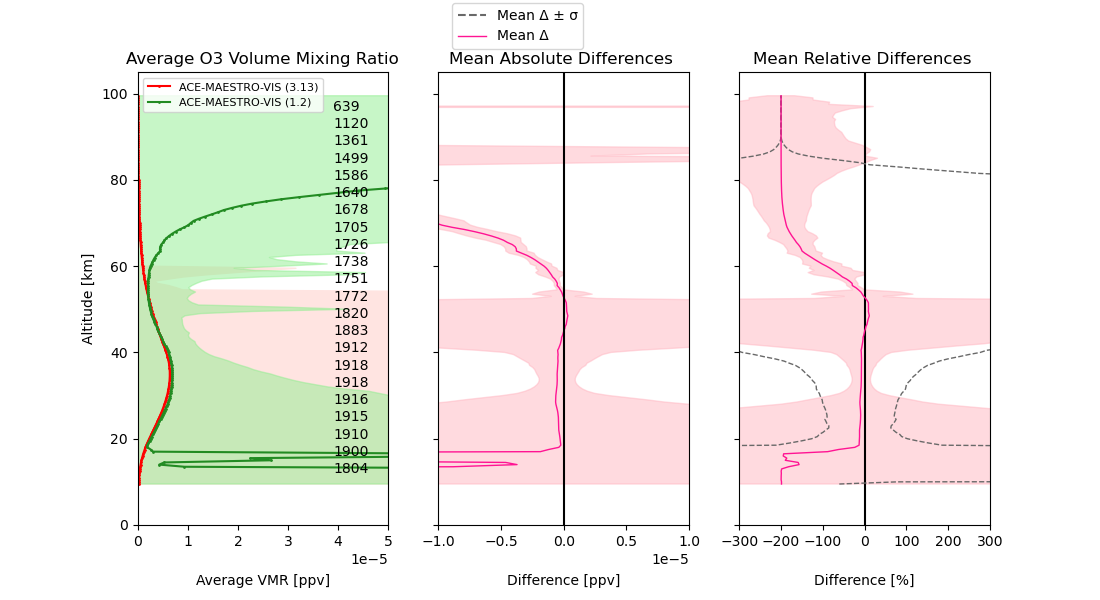 Mean Δ ± σ
Mean Δ
Average O3 Volume Mixing Ratio
Mean Absolute Differences
Mean Relative Differences
ACE-MAESTRO-VIS (3.13)
ACE-MAESTRO-VIS (1.2)
100
80
60
40
20
0
Altitude [km]
639
1120
1361
1499
1586
1640
1678
1705
1726
1738
1751
1772
1820
1883
1912
1918
1918
1916
1915
1910
1900
1804
0 1 2 3 4 5
1e−5
Average VMR [ppv]
−1.0 −0.5 0.0 0.5 1.0
1e−5
Difference [ppv]
−300 −200 −100 0 100 200 300
Difference [%]